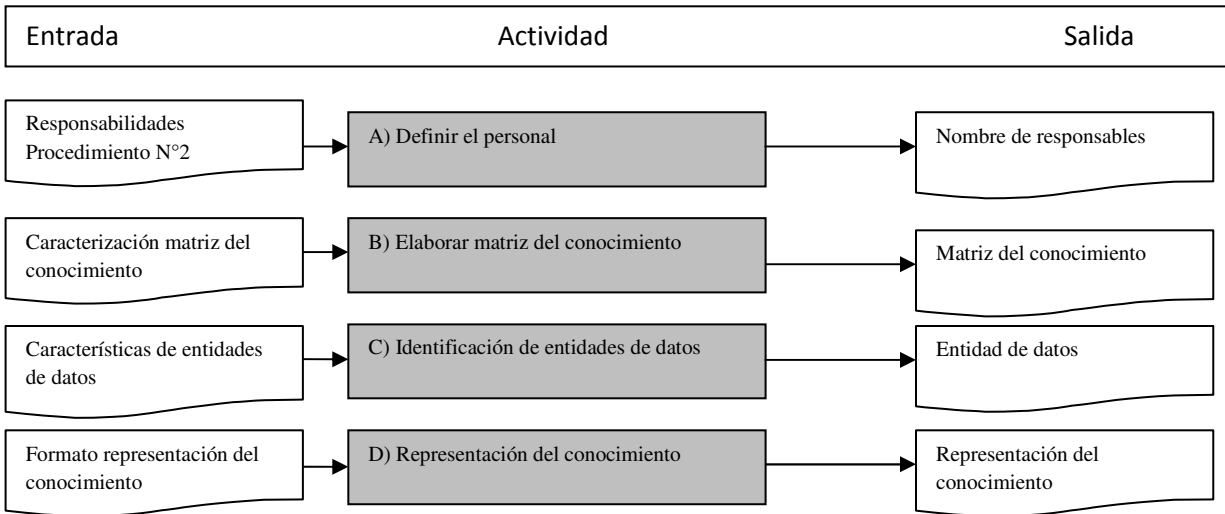 Entrada Actividad Salida
Responsabilidades
Procedimiento N°2
A) Definir el personal
Nombre de responsables
Caracterización matriz del
conocimiento
B) Elaborar matriz del conocimiento
Matriz del conocimiento
Características de entidades
de datos
C) Identificación de entidades de datos
Entidad de datos
Formato representación del
conocimiento
D) Representación del conocimiento
Representación del
conocimiento